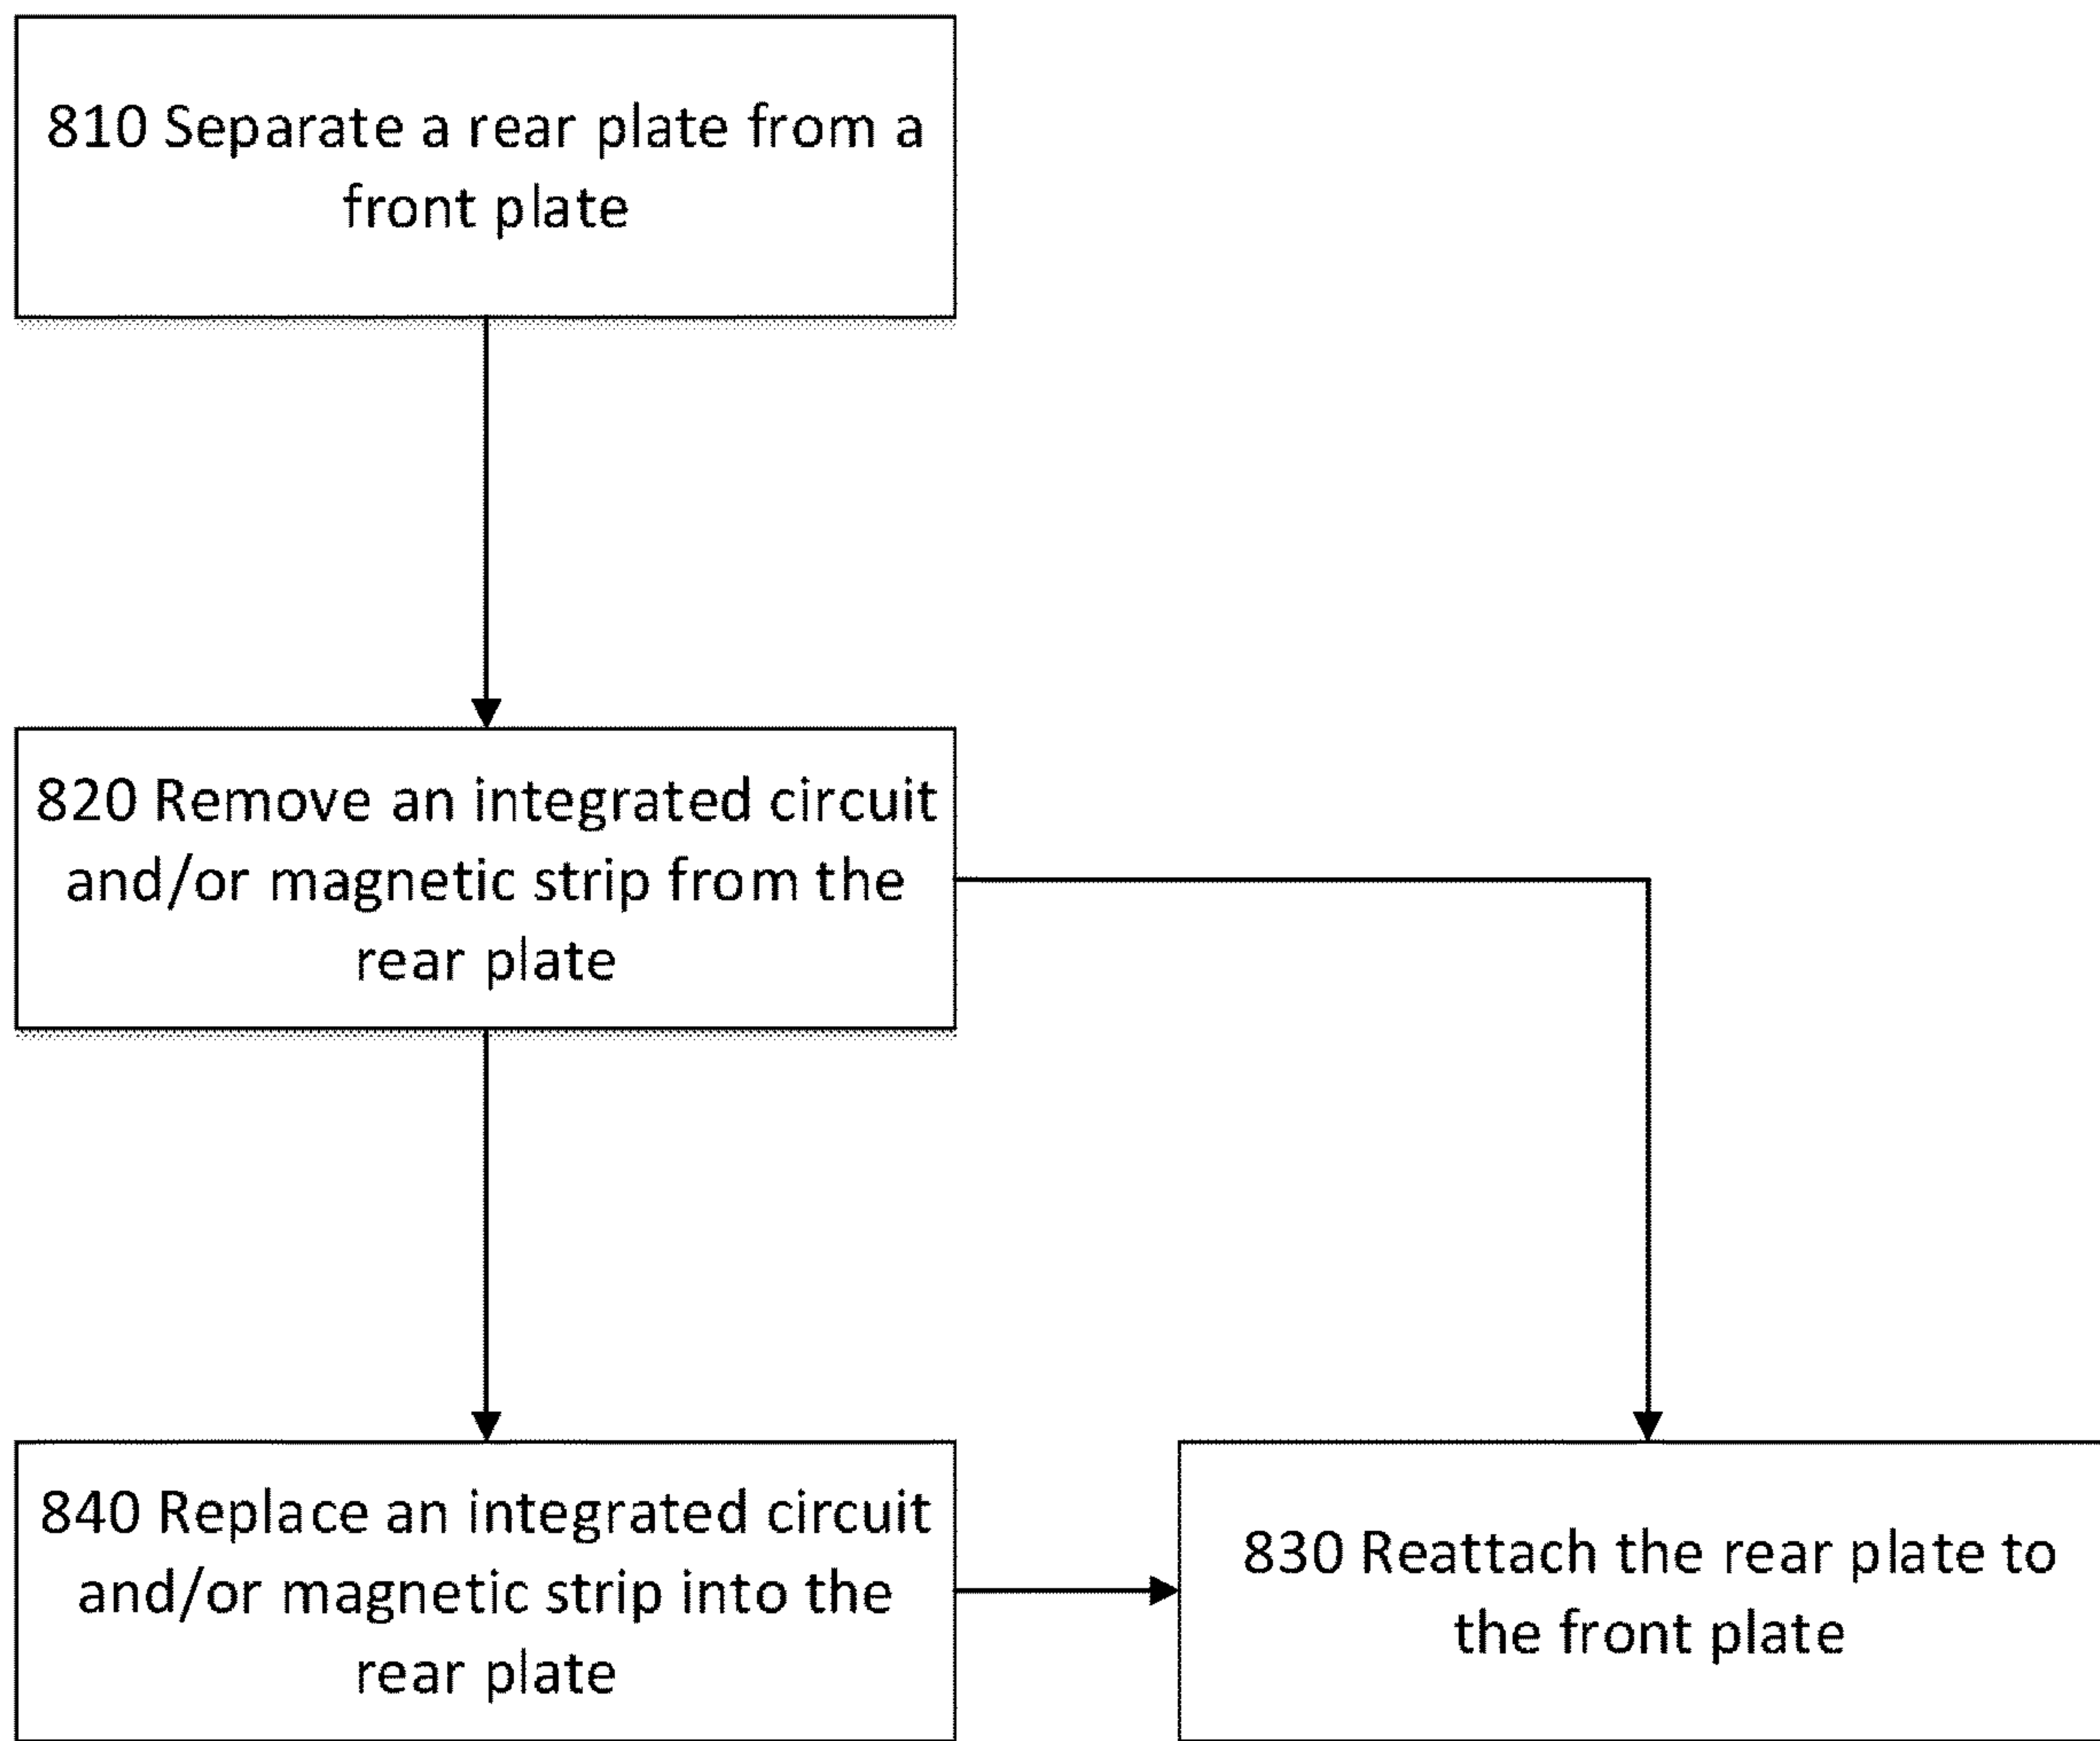 810 Separate a rear plate from a
front plate
820 Remove an integrated circuit
and/or magnetic strip from the
rear plate
840 Replace an integrated circuit
and/or magnetic strip into the
rear plate
830 Reattach the rear plate to
the front plate